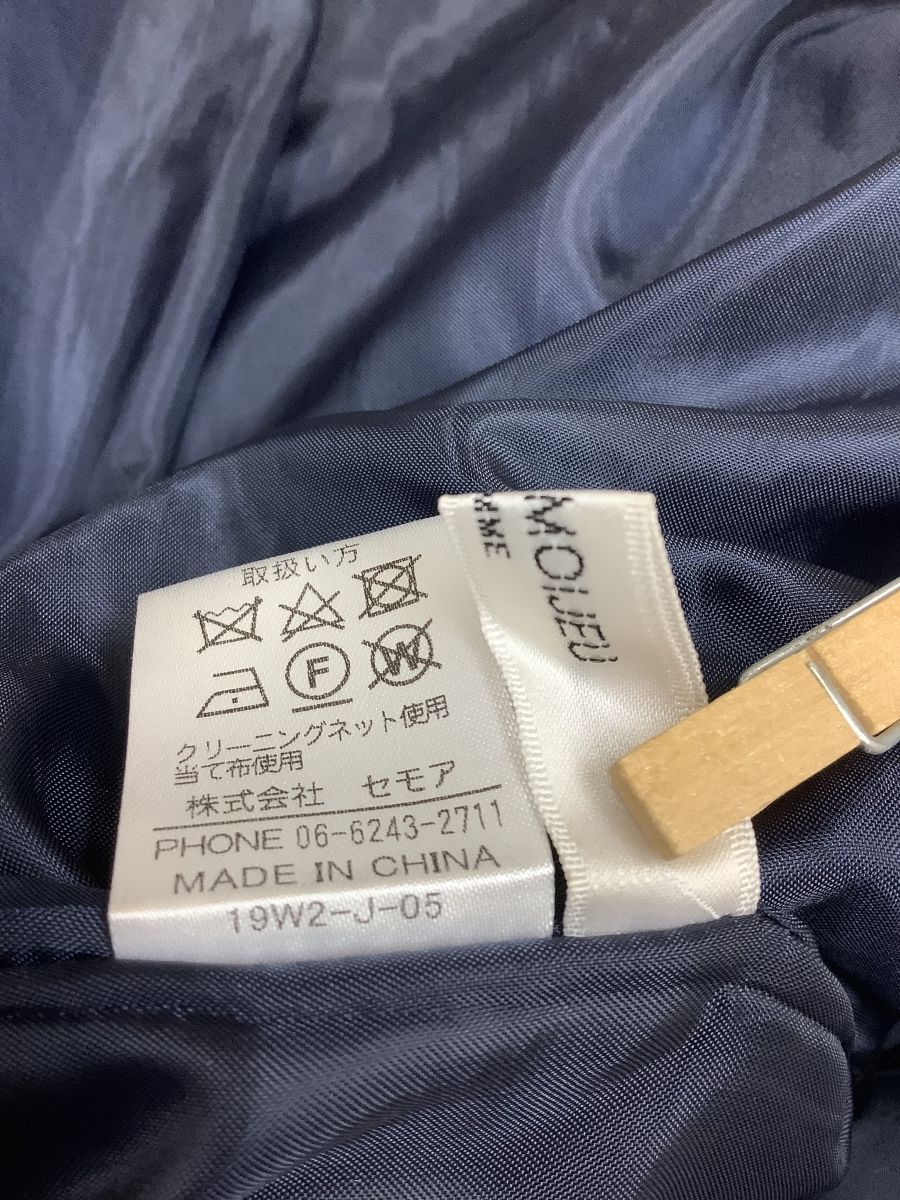 取扱い方
F W
クリーニングネット使用
当て布使用
株式会社 セモア
PHONE 06-6243-2711
MADE IN CHINA
19W2-J-05
MOIJEU